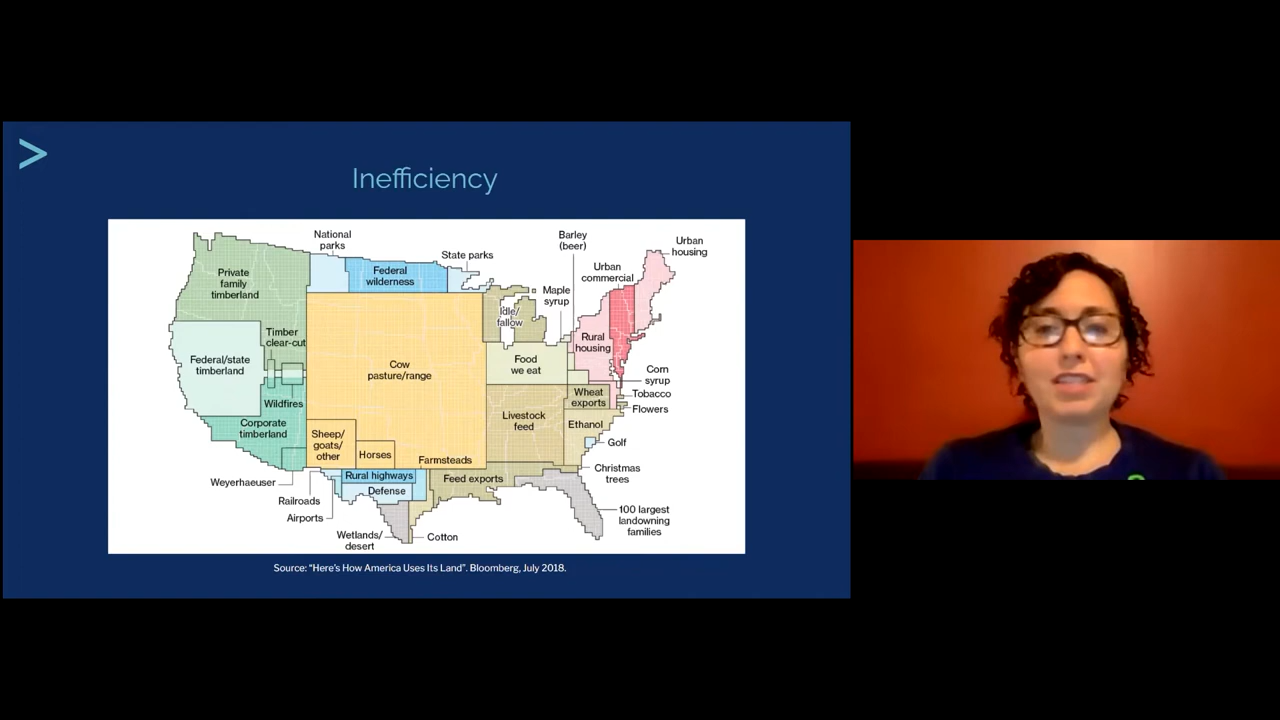 >
Inefficiency
National
parks
Barley
(beer)
Urban
housing
State parks
Federal
wilderness
Urban
commercial
Private
family
timberland
Maple
syrup
Idle/
fallow
Timber
clear-cut
Rural
housing
Federal/state
timberland
Cow
pasture/range
Food
we eat
Corn
syrup
Wildfires
Wheat
exports
Tobacco
Flowers
Corporate
timberland
Livestock
feed
Ethanol
Sheep/
goats/
other
Horses
Farmsteads
Golf
Weyerhaeuser
Rural highways
Feed exports
Christmas
trees
Railroads
Defense
Airports
100 largest
landowning
families
Wetlands/
desert
Cotton
Source: “Here's How America Uses Its Land”. Bloomberg, July 2018.